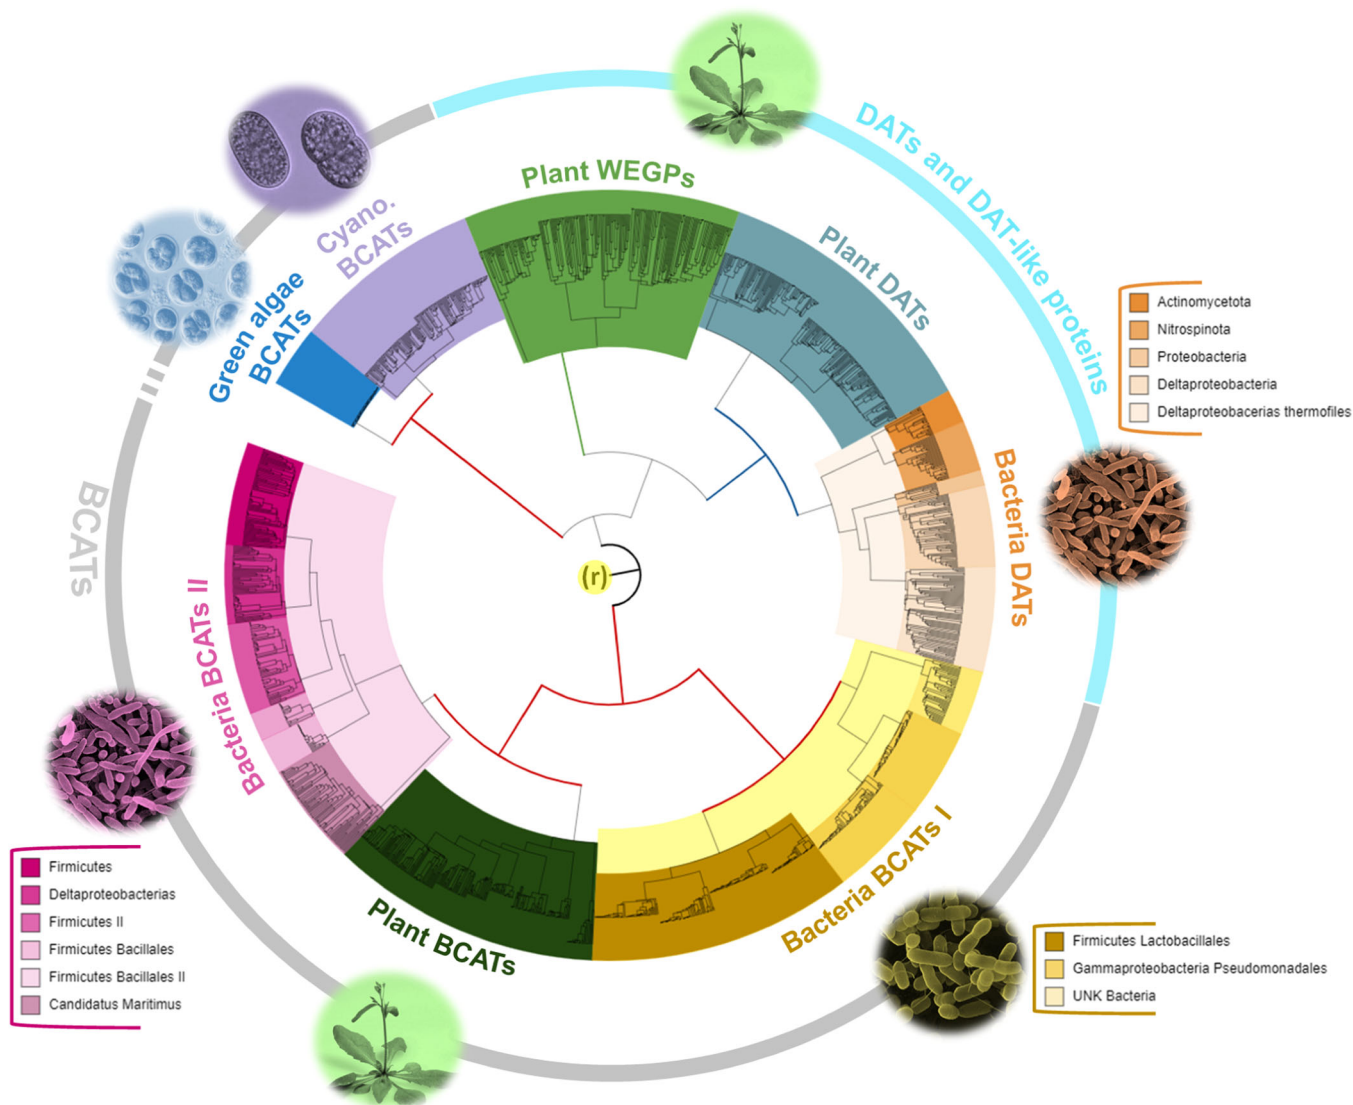 Plant WEGPs
DATs and DAT-like proteins
Cyano.
BCATs
Plant DATs
Green algae
BCATs
Actinomycetota
Nitrospinota
Proteobacteria
Deltaproteobacteria
Deltaproteobacerias thermofiles
Bacteria DATs
BCATs
(r)
Bacteria BCATs II
Firmicutes
Deltaproteobacterias
Firmicutes II
Firmicutes Bacillales
Firmicutes Bacillales II
Candidatus Maritimus
Plant BCATs
Bacteria BCATs I
Firmicutes Lactobacillales
Gammaproteobacteria Pseudomonadales
UNK Bacteria